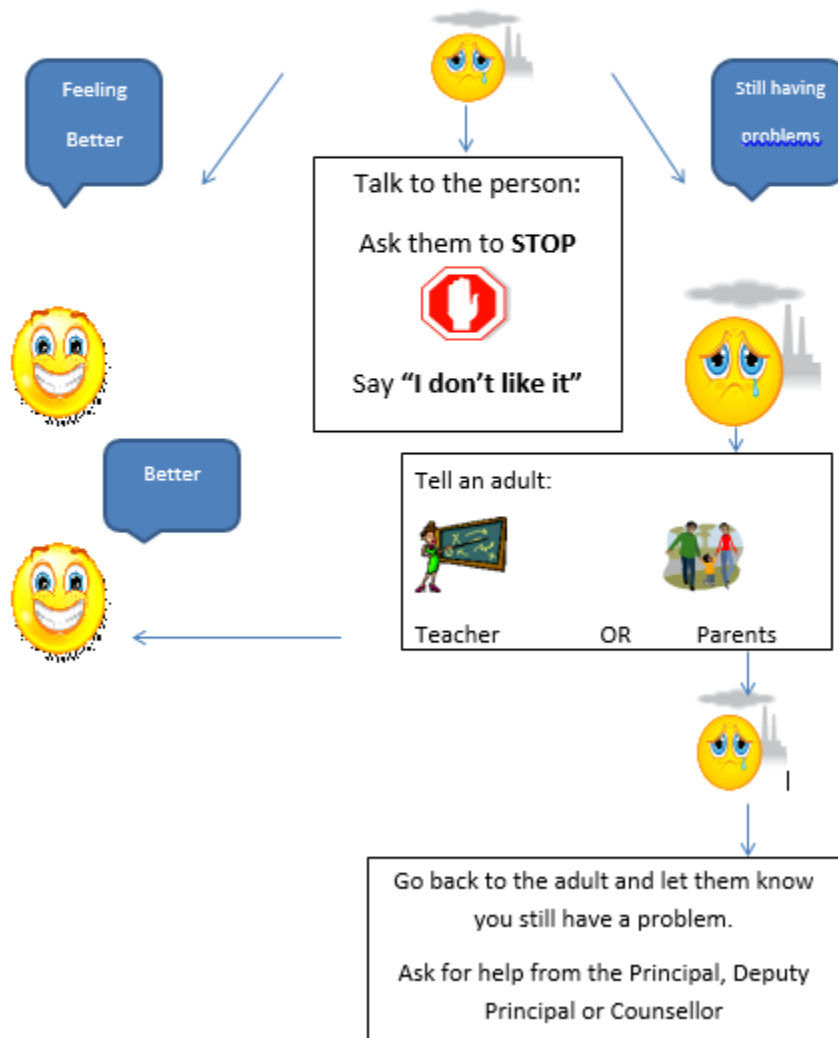 Feeling
Better
Still having
problems
Talk to the person:
Ask them to STOP
Say “I don’t like it”
Better
Tell an adult:
Teacher OR Parents
Go back to the adult and let them know
you still have a problem.
Ask for help from the Principal, Deputy
Principal or Counsellor